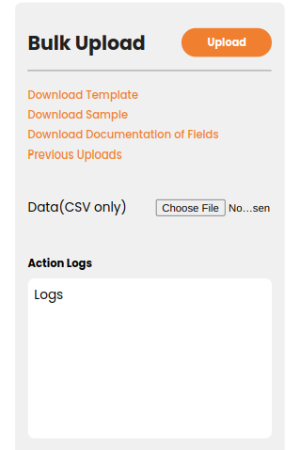 Bulk Upload Upload
Download Template
Download Sample
Download Documentation of Fields
Previous Uploads
Data(CSV only) Choose File No...sen
Action Logs
Logs